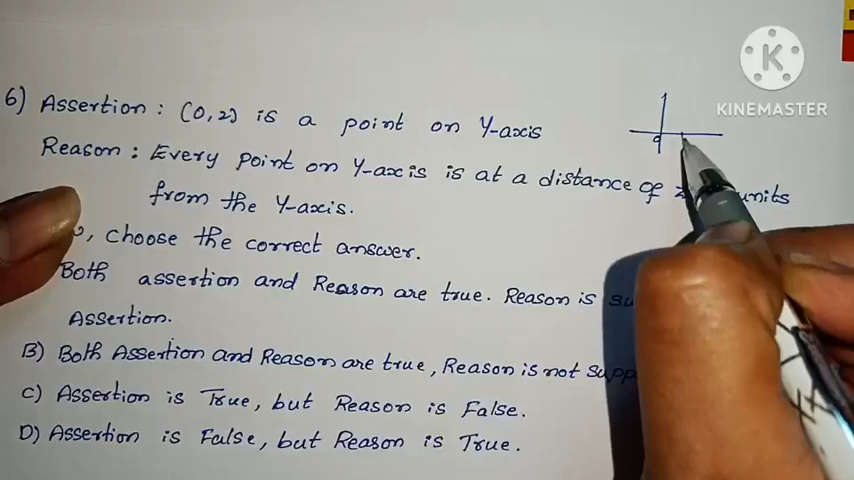 KINEMASTER
6) Assertion : (0,2) is a point on Y-axis
Reason : Every point on Y-axis is at a distance of units
from the Y-axis.
, choose the correct answer.
Both assertion and Reason are true. Reason is
Assertion.
B) Both Assertion and Reason are true, Reason is not
C) Assertion is True, but Reason is False.
D) Assertion is False, but Reason is True.